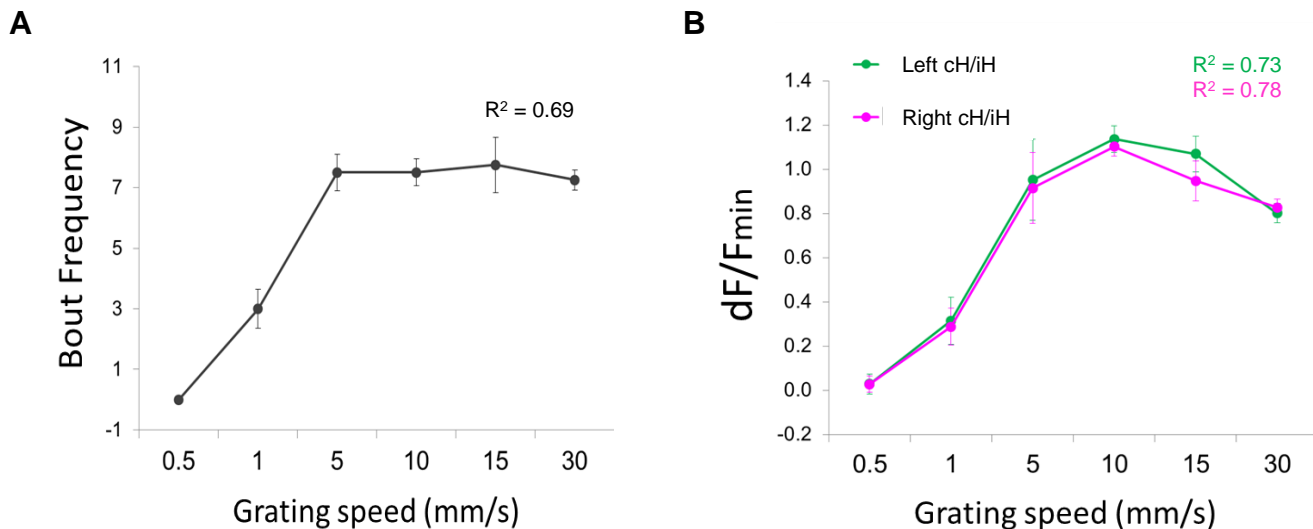 A
Bout Frequency
11
9
7
5
3
1
-1
R² = 0.69
0.5 1 5 10 15 30
Grating speed (mm/s)
B
dF/Fmin
1.4
1.2
1.0
0.8
0.6
0.4
0.2
0.0
-0.2
Left cH/iH
Right cH/iH
R² = 0.73
R² = 0.78
0.5 1 5 10 15 30
Grating speed (mm/s)